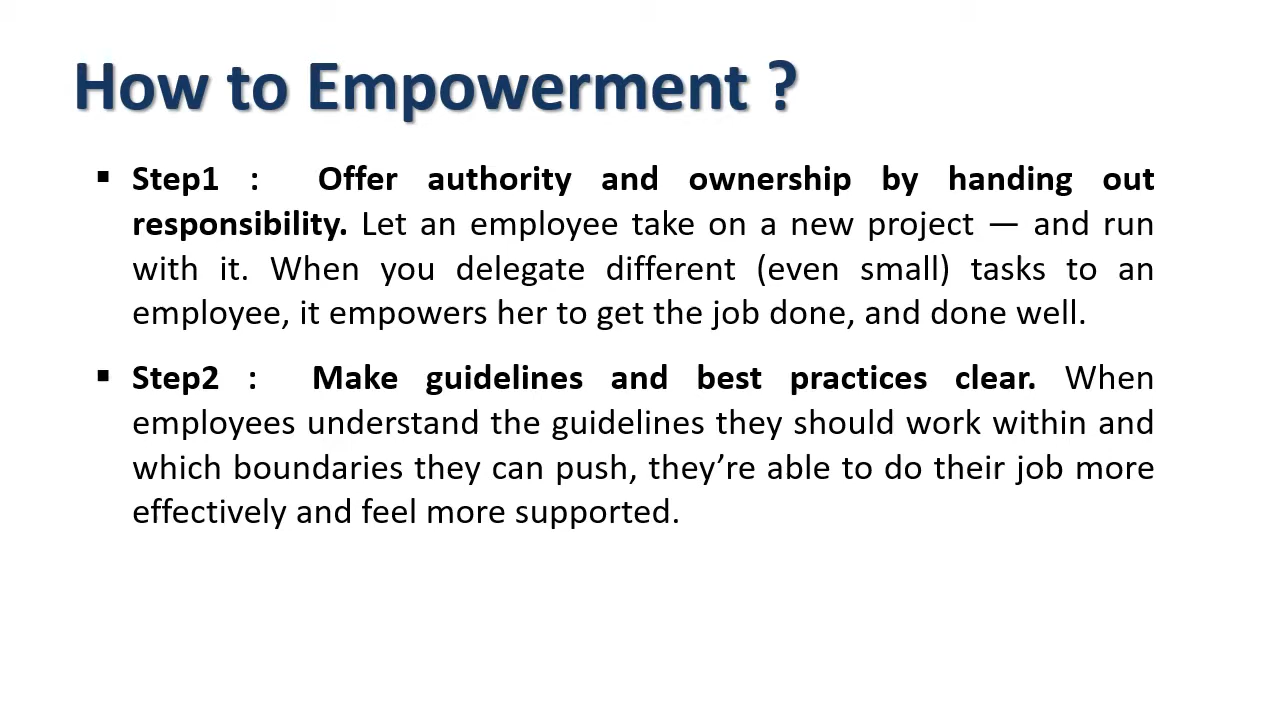 How to Empowerment ?
▪ Step1 : Offer authority and ownership by handing out
responsibility. Let an employee take on a new project — and run
with it. When you delegate different (even small) tasks to an
employee, it empowers her to get the job done, and done well.
▪ Step2 : Make guidelines and best practices clear. When
employees understand the guidelines they should work within and
which boundaries they can push, they’re able to do their job more
effectively and feel more supported.